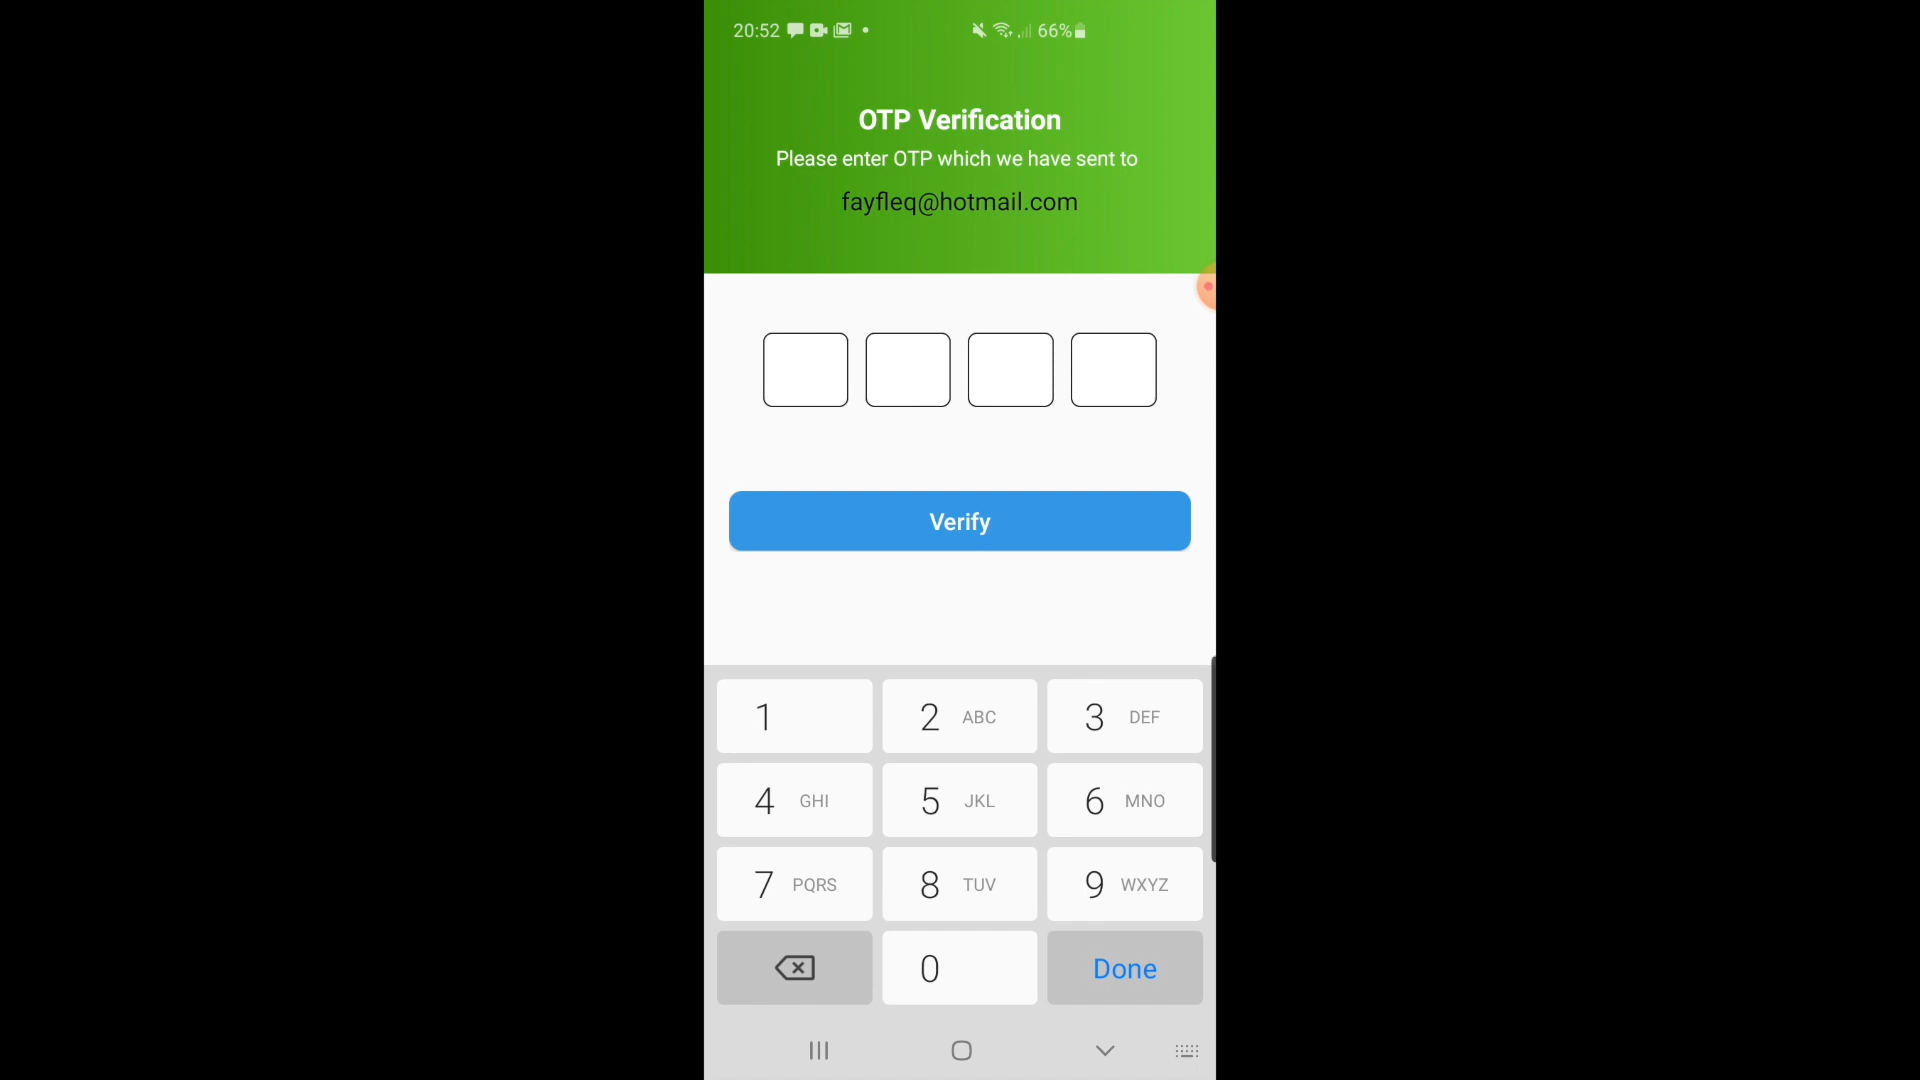 20:52 66%
OTP Verification
Please enter OTP which we have sent to
fayfleq@hotmail.com
Verify
1 2 ABC 3 DEF
4 GHI 5 JKL 6 MNO
7 PQRS 8 TUV 9 WXYZ
0 Done